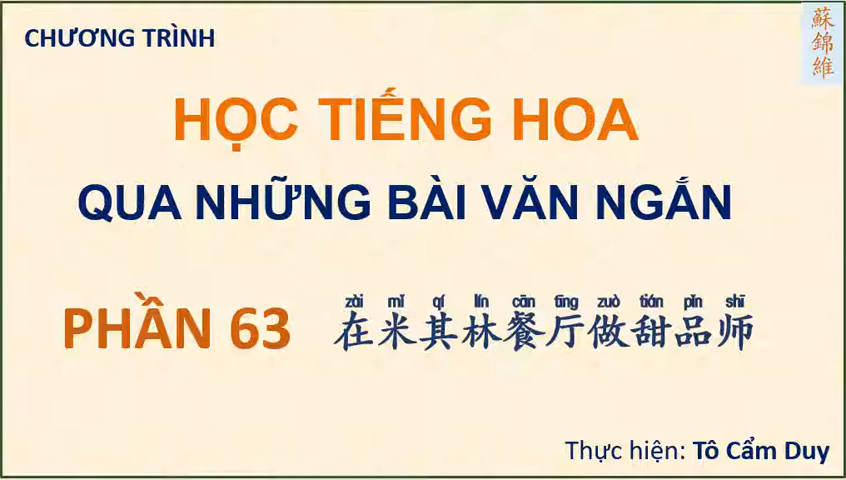 CHƯƠNG TRÌNH
蘇錦維
HỌC TIẾNG HOA
QUA NHỮNG BÀI VĂN NGẮN
zài mǐ qí lín cān tīng zuò tián pǐn shī
PHẦN 63 在米其林餐厅做甜品师
Thực hiện: Tô Cẩm Duy